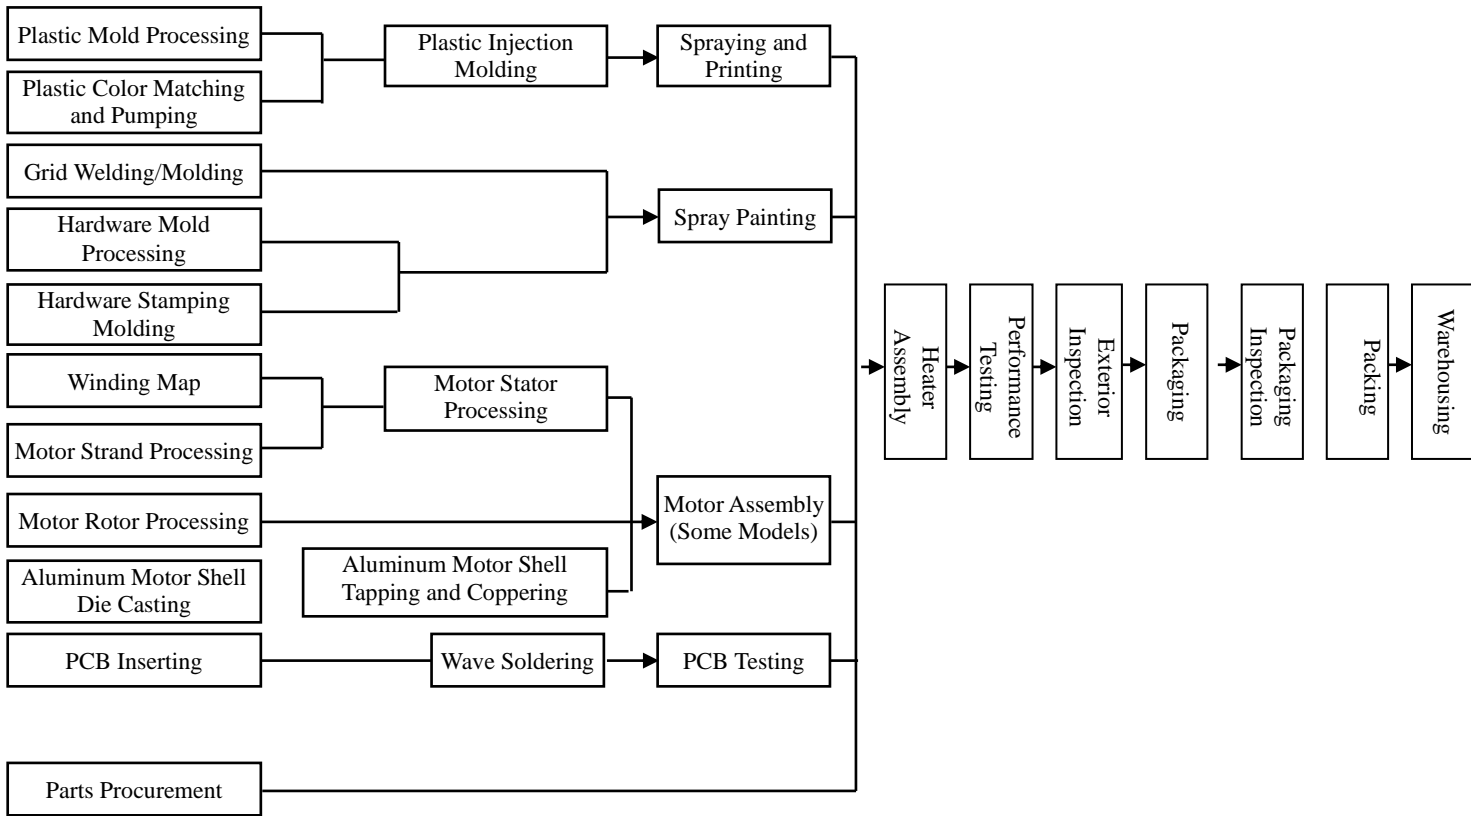 Plastic Mold Processing
Plastic Injection
Molding
Spraying and
Printing
Plastic Color Matching
and Pumping
Grid Welding/Molding
Spray Painting
Hardware Mold
Processing
Hardware Stamping
Molding
Winding Map
Motor Stator
Processing
Motor Strand Processing
Motor Rotor Processing
Motor Assembly
(Some Models)
Aluminum Motor Shell
Die Casting
Aluminum Motor Shell
Tapping and Coppering
PCB Inserting
Wave Soldering
PCB Testing
Parts Procurement
Heater
Assembly
Performance
Testing
Exterior
Inspection
Packaging
Packaging
Inspection
Packing
Warehousing